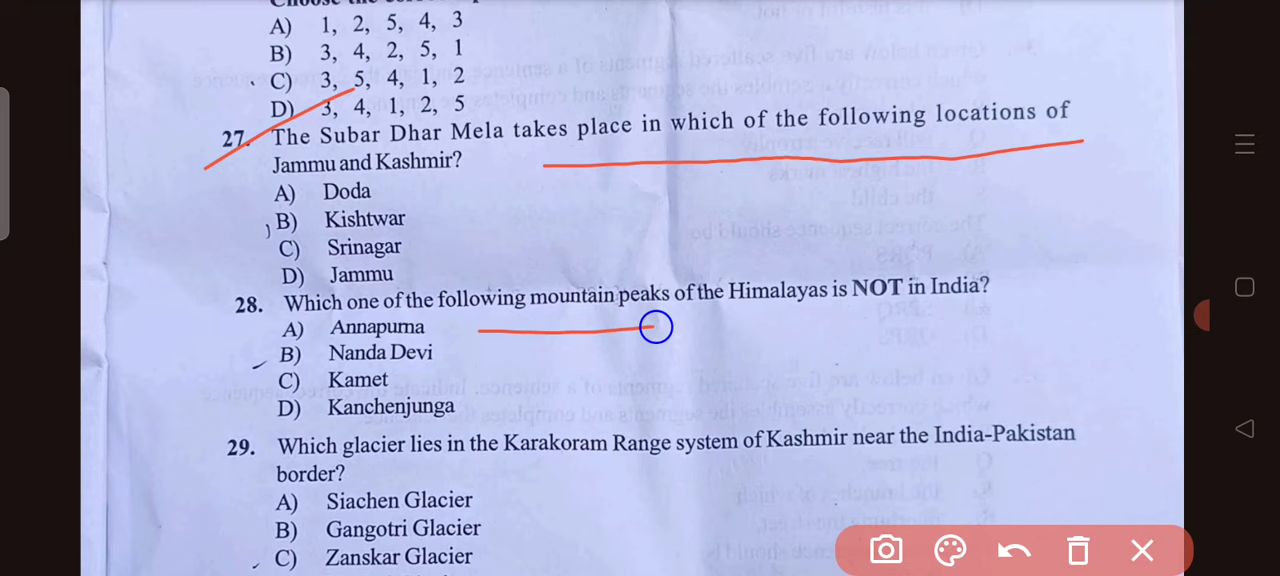 A) 1, 2, 5, 4, 3
B) 3, 4, 2, 5, 1
C) 3, 5, 4, 1, 2
D) 3, 4, 1, 2, 5
27. The Subar Dhar Mela takes place in which of the following locations of
Jammu and Kashmir?
A) Doda
B) Kishtwar
C) Srinagar
D) Jammu
28. Which one of the following mountain peaks of the Himalayas is NOT in India?
A) Annapurna
B) Nanda Devi
C) Kamet
D) Kanchenjunga
29. Which glacier lies in the Karakoram Range system of Kashmir near the India-Pakistan
border?
A) Siachen Glacier
B) Gangotri Glacier
C) Zanskar Glacier